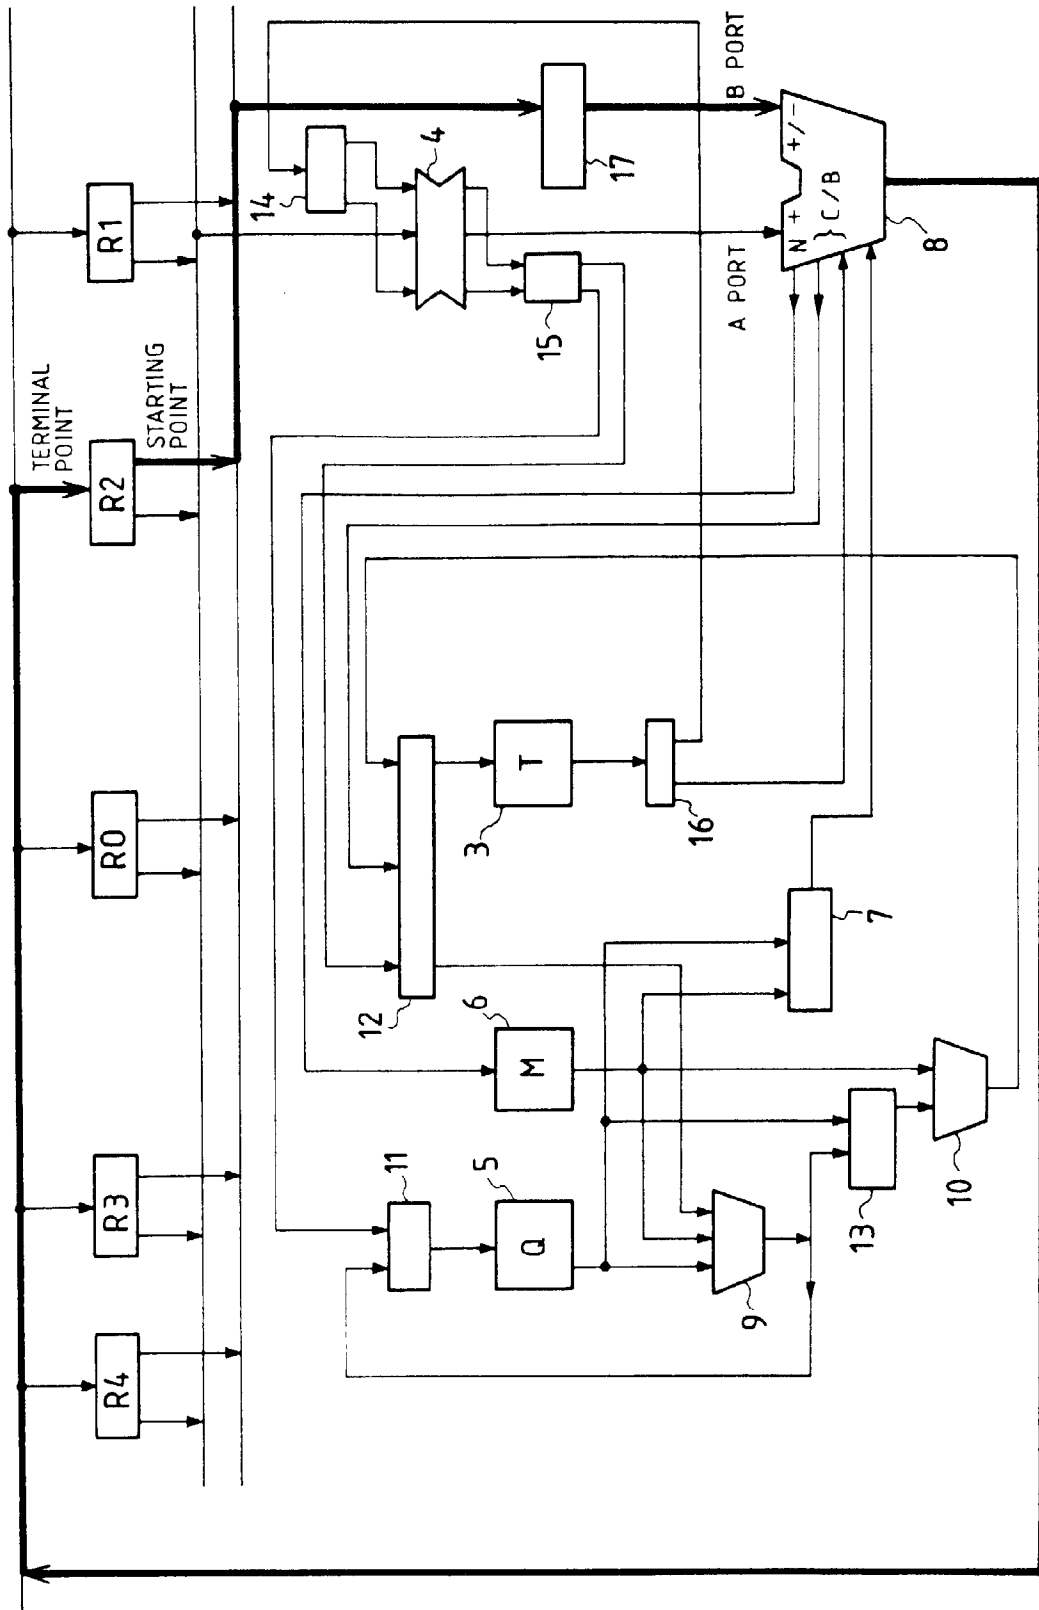 R4
R3
R0
R2
R1
TERMINAL
POINT
STARTING
POINT
14
4
15
17
A PORT
B PORT
N
+
+/−
} C/B
8
11
5
Q
6
M
12
3
T
16
7
9
13
10